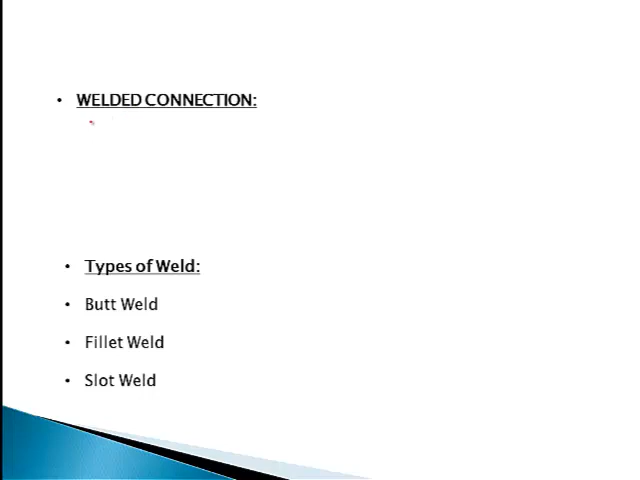 • WELDED CONNECTION:
• Types of Weld:
• Butt Weld
• Fillet Weld
• Slot Weld